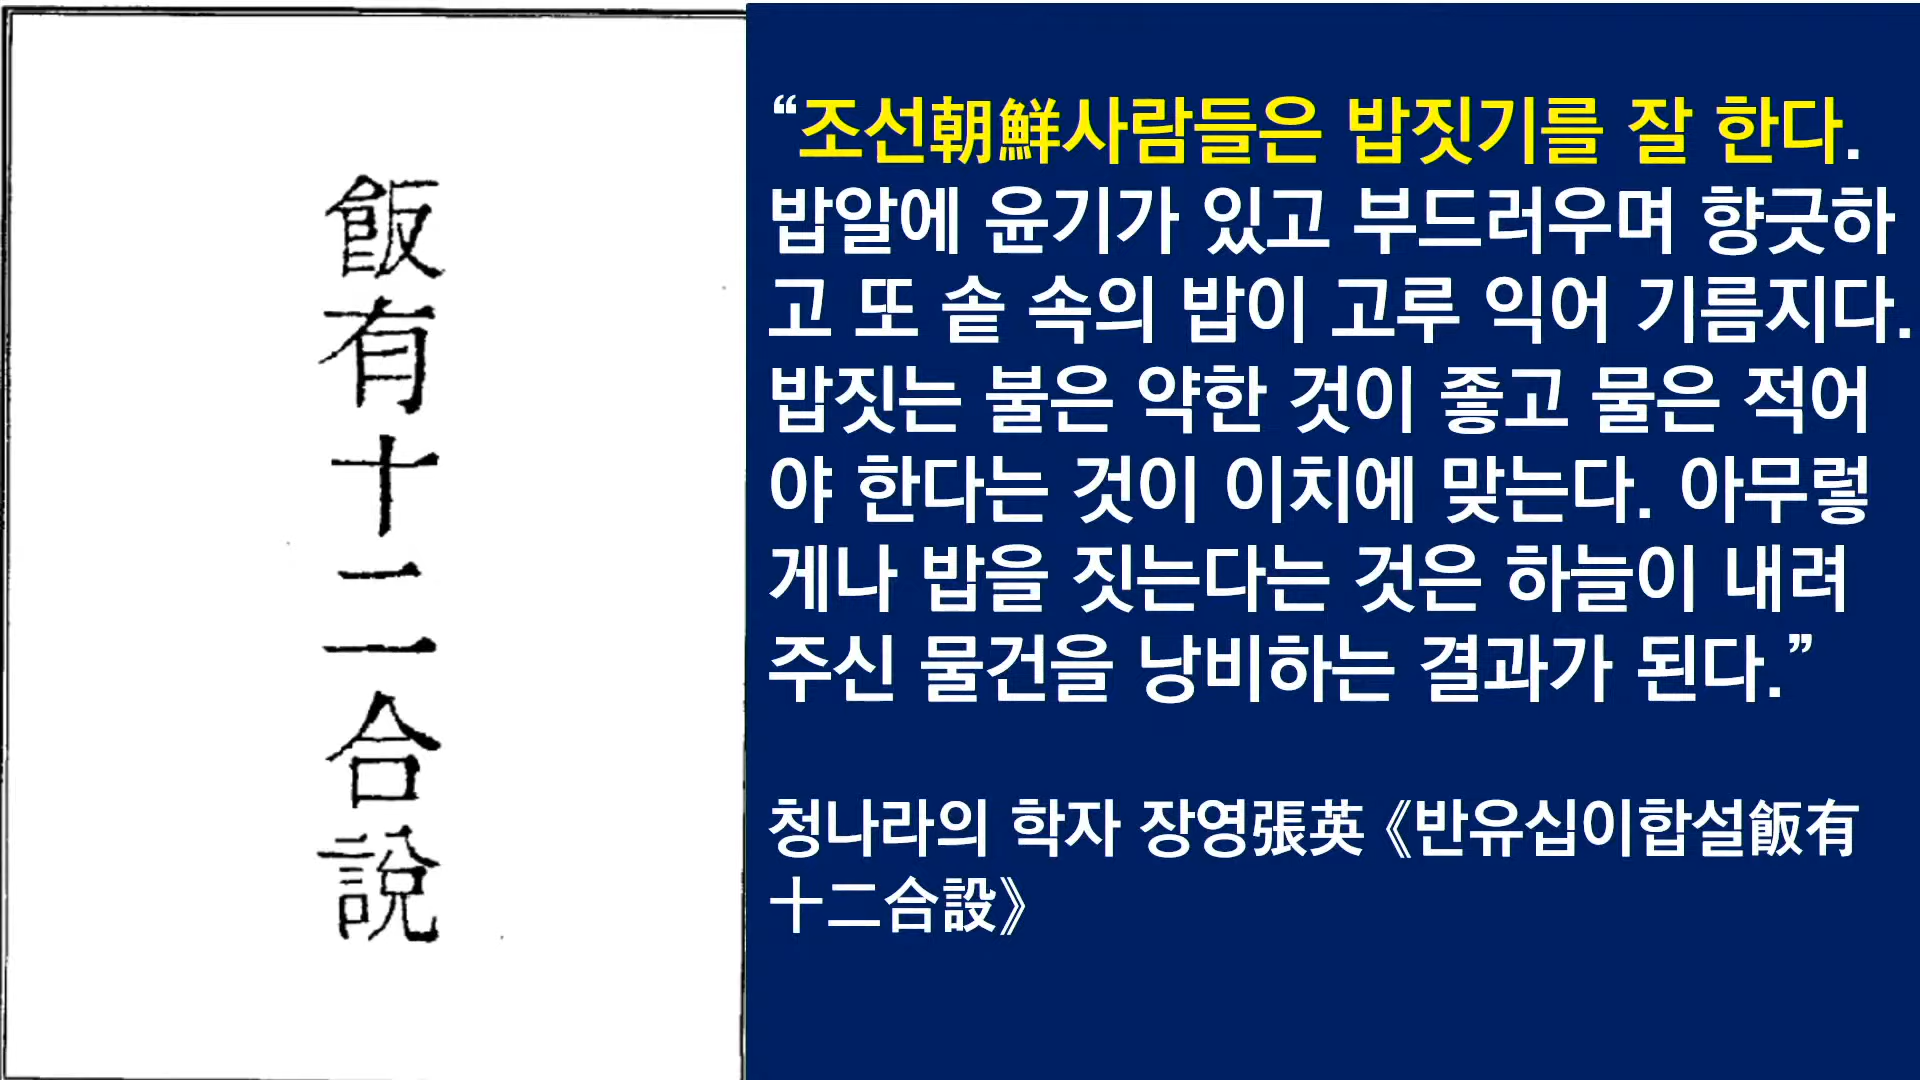 飯有十二合說
“조선朝鮮사람들은 밥짓기를 잘 한다.
밥알에 윤기가 있고 부드러우며 향긋하
고 또 솥 속의 밥이 고루 익어 기름지다.
밥짓는 불은 약한 것이 좋고 물은 적어
야 한다는 것이 이치에 맞는다. 아무렇
게나 밥을 짓는다는 것은 하늘이 내려
주신 물건을 낭비하는 결과가 된다.”
청나라의 학자 장영張英 《반유십이합설飯有
十二合設》